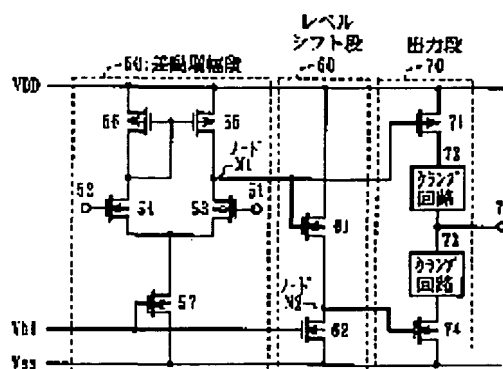 レベル
シフト段
60
出力段
70
50:差動増幅段
VDD
56
55
71
ノード
N1
73
クランプ
回路
52
51
54
53
61
72
クランプ
回路
ノード
N2
57
62
74
Vb1
Vss